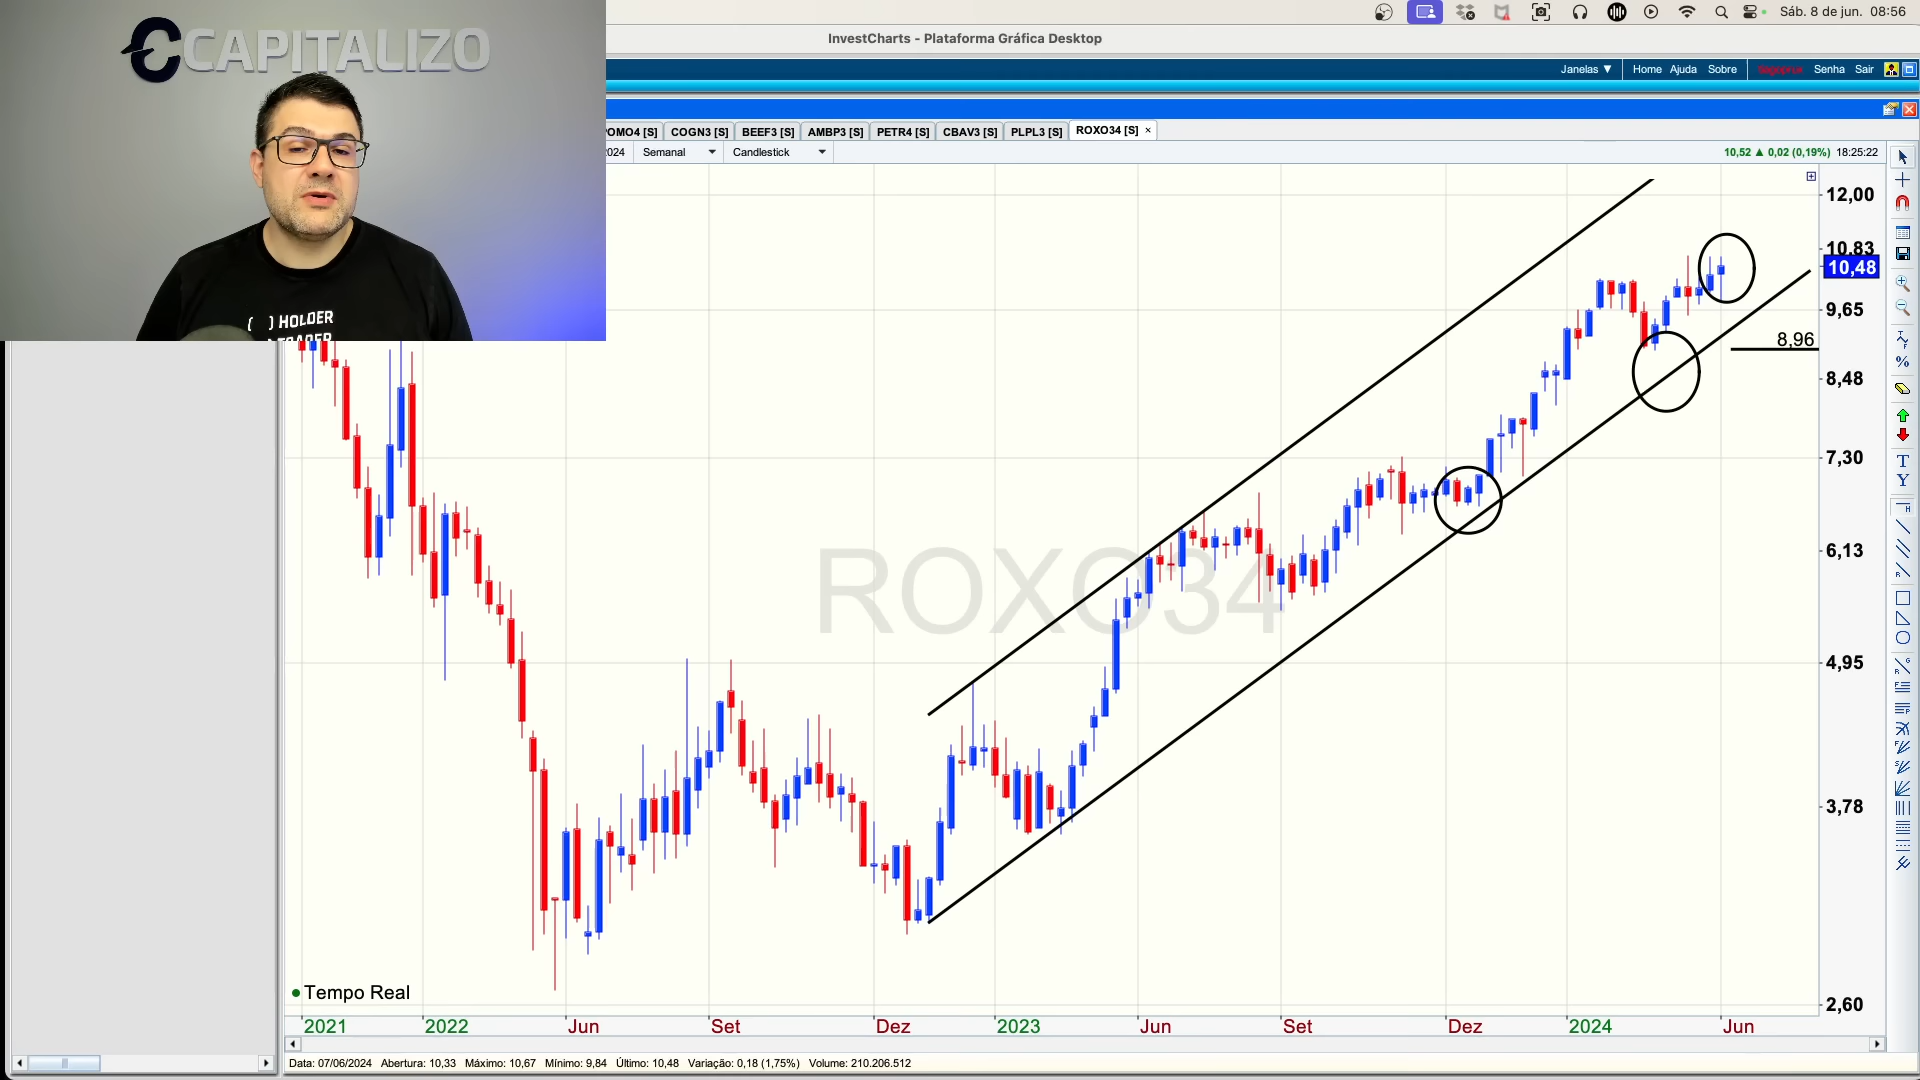 CAPITALIZO
( ) HOLDER
Sáb. 8 de jun. 08:56
InvestCharts - Plataforma Gráfica Desktop
Janelas ▼ Home Ajuda Sobre Senha Sair
POMO4 [S] COGN3 [S] BEEF3 [S] AMBP3 [S] PETR4 [S] CBAV3 [S] PLPL3 [S] ROXO34 [S] ×
2024 Semanal Candlestick
10,52 ▲ 0,02 (0,19%) 18:25:22
12,00
10,83
10,48
9,65
8,96
8,48
7,30
6,13
4,95
3,78
2,60
ROXO34
Tempo Real
2021 2022 Jun Set Dez 2023 Jun Set Dez 2024 Jun
Data: 07/06/2024 Abertura: 10,33 Máximo: 10,67 Mínimo: 9,84 Último: 10,48 Variação: 0,18 (1,75%) Volume: 210.206.512